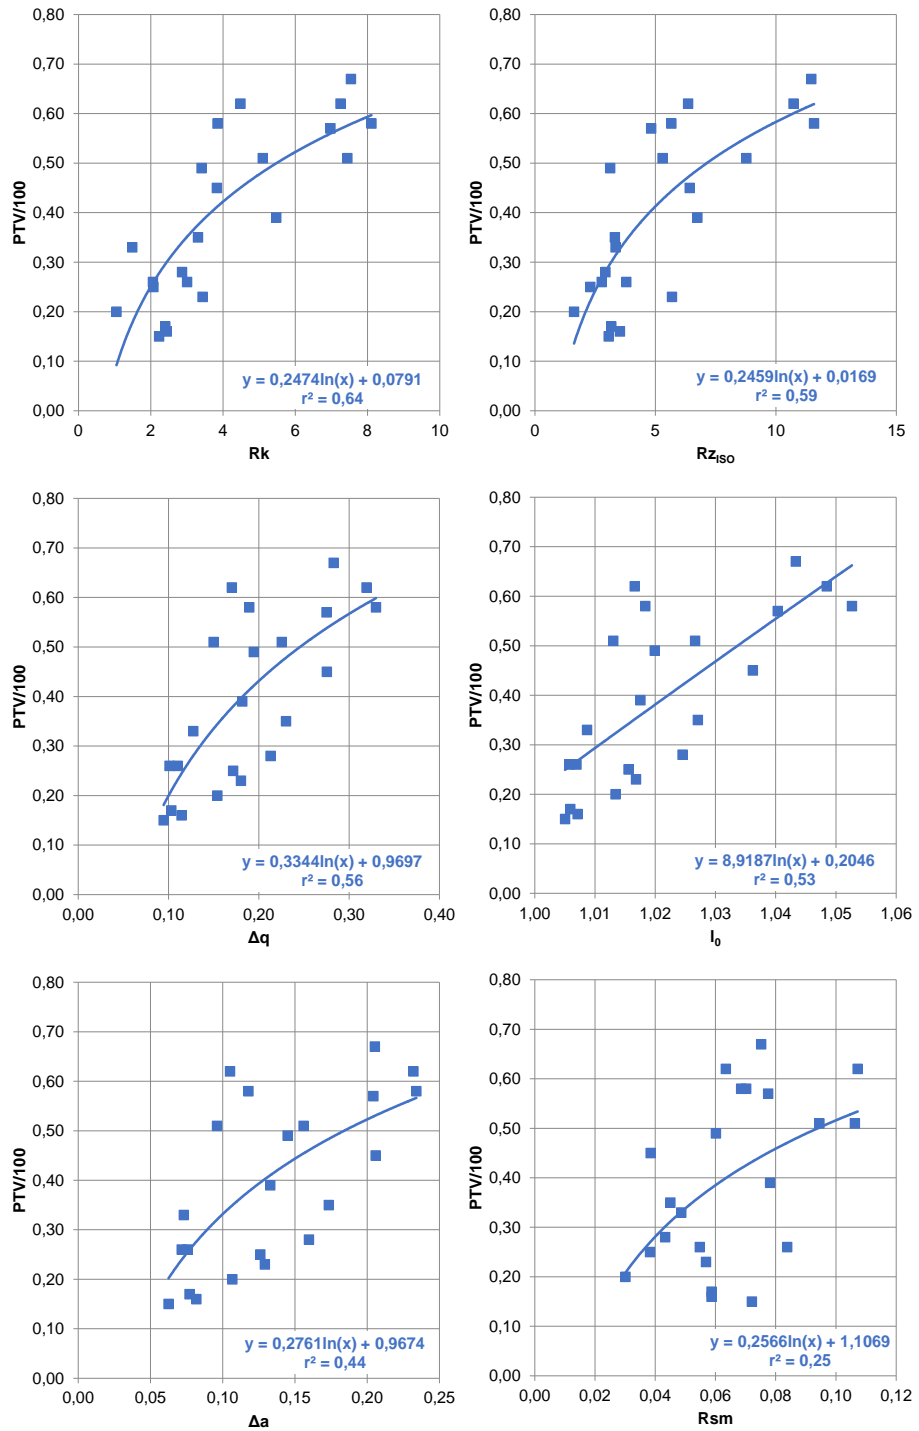 0,80
0,70
0,60
0,50
0,40
0,30
0,20
0,10
0,00
PTV/100
y = 0,2474ln(x) + 0,0791
r² = 0,64
0 2 4 6 8 10
Rk
0,80
0,70
0,60
0,50
0,40
0,30
0,20
0,10
0,00
PTV/100
y = 0,2459ln(x) + 0,0169
r² = 0,59
0 5 10 15
Rz_ISO
0,80
0,70
0,60
0,50
0,40
0,30
0,20
0,10
0,00
PTV/100
y = 0,3344ln(x) + 0,9697
r² = 0,56
0,00 0,10 0,20 0,30 0,40
Δq
0,80
0,70
0,60
0,50
0,40
0,30
0,20
0,10
0,00
PTV/100
y = 8,9187ln(x) + 0,2046
r² = 0,53
1,00 1,01 1,02 1,03 1,04 1,05 1,06
l₀
0,80
0,70
0,60
0,50
0,40
0,30
0,20
0,10
0,00
PTV/100
y = 0,2761ln(x) + 0,9674
r² = 0,44
0,00 0,05 0,10 0,15 0,20 0,25
Δa
0,80
0,70
0,60
0,50
0,40
0,30
0,20
0,10
0,00
PTV/100
y = 0,2566ln(x) + 1,1069
r² = 0,25
0,00 0,02 0,04 0,06 0,08 0,10 0,12
Rsm